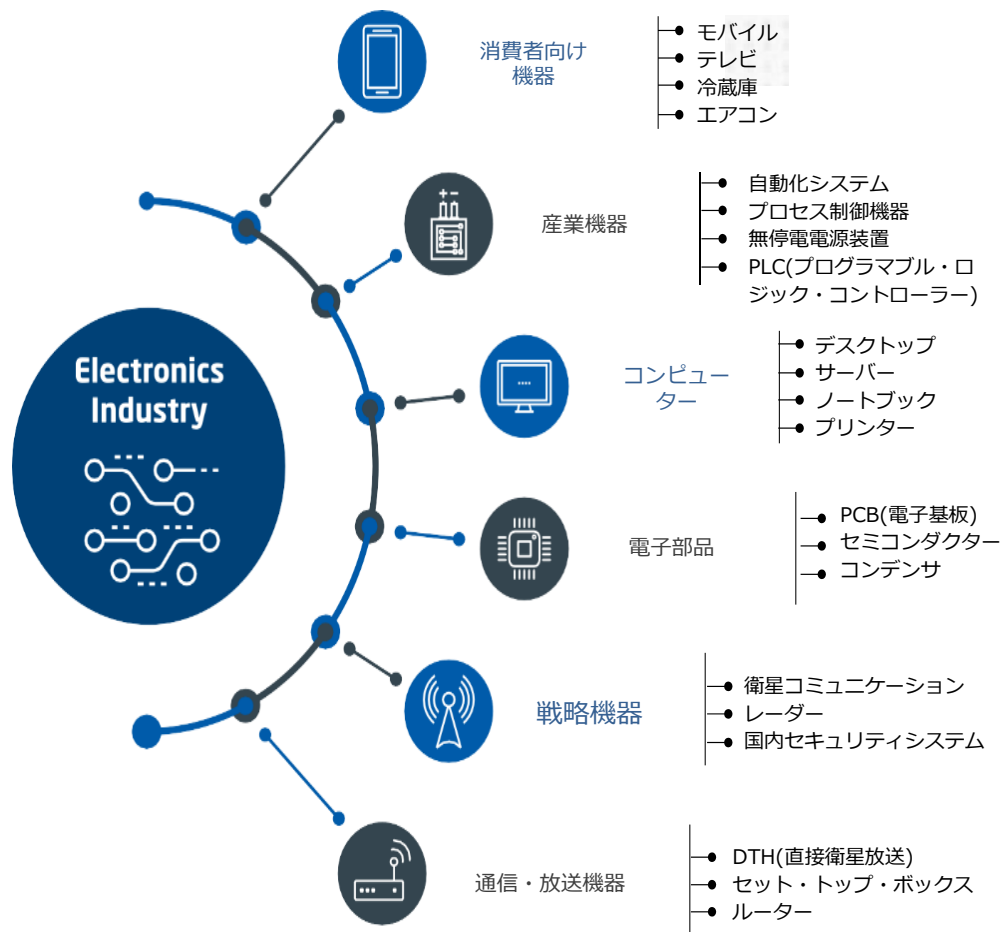 消費者向け
機器
モバイル
テレビ
冷蔵庫
エアコン
産業機器
自動化システム
プロセス制御機器
無停電電源装置
PLC(プログラマブル・ロ
ジック・コントローラー)
Electronics
Industry
コンピュー
ター
デスクトップ
サーバー
ノートブック
プリンター
電子部品
PCB(電子基板)
セミコンダクター
コンデンサ
戦略機器
衛星コミュニケーション
レーダー
国内セキュリティシステム
通信・放送機器
DTH(直接衛星放送)
セット・トップ・ボックス
ルーター